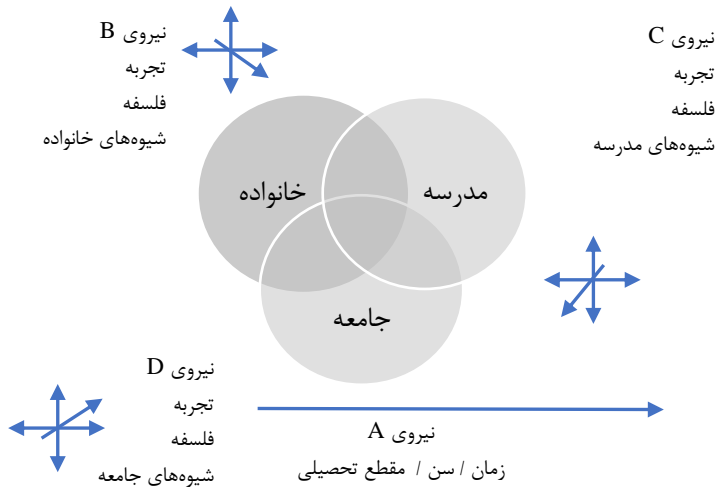 نیروی B
تجربه
فلسفه
شیوه‌های خانواده
نیروی C
تجربه
فلسفه
شیوه‌های مدرسه
خانواده
مدرسه
جامعه
نیروی D
تجربه
فلسفه
شیوه‌های جامعه
نیروی A
زمان / سن / مقطع تحصیلی